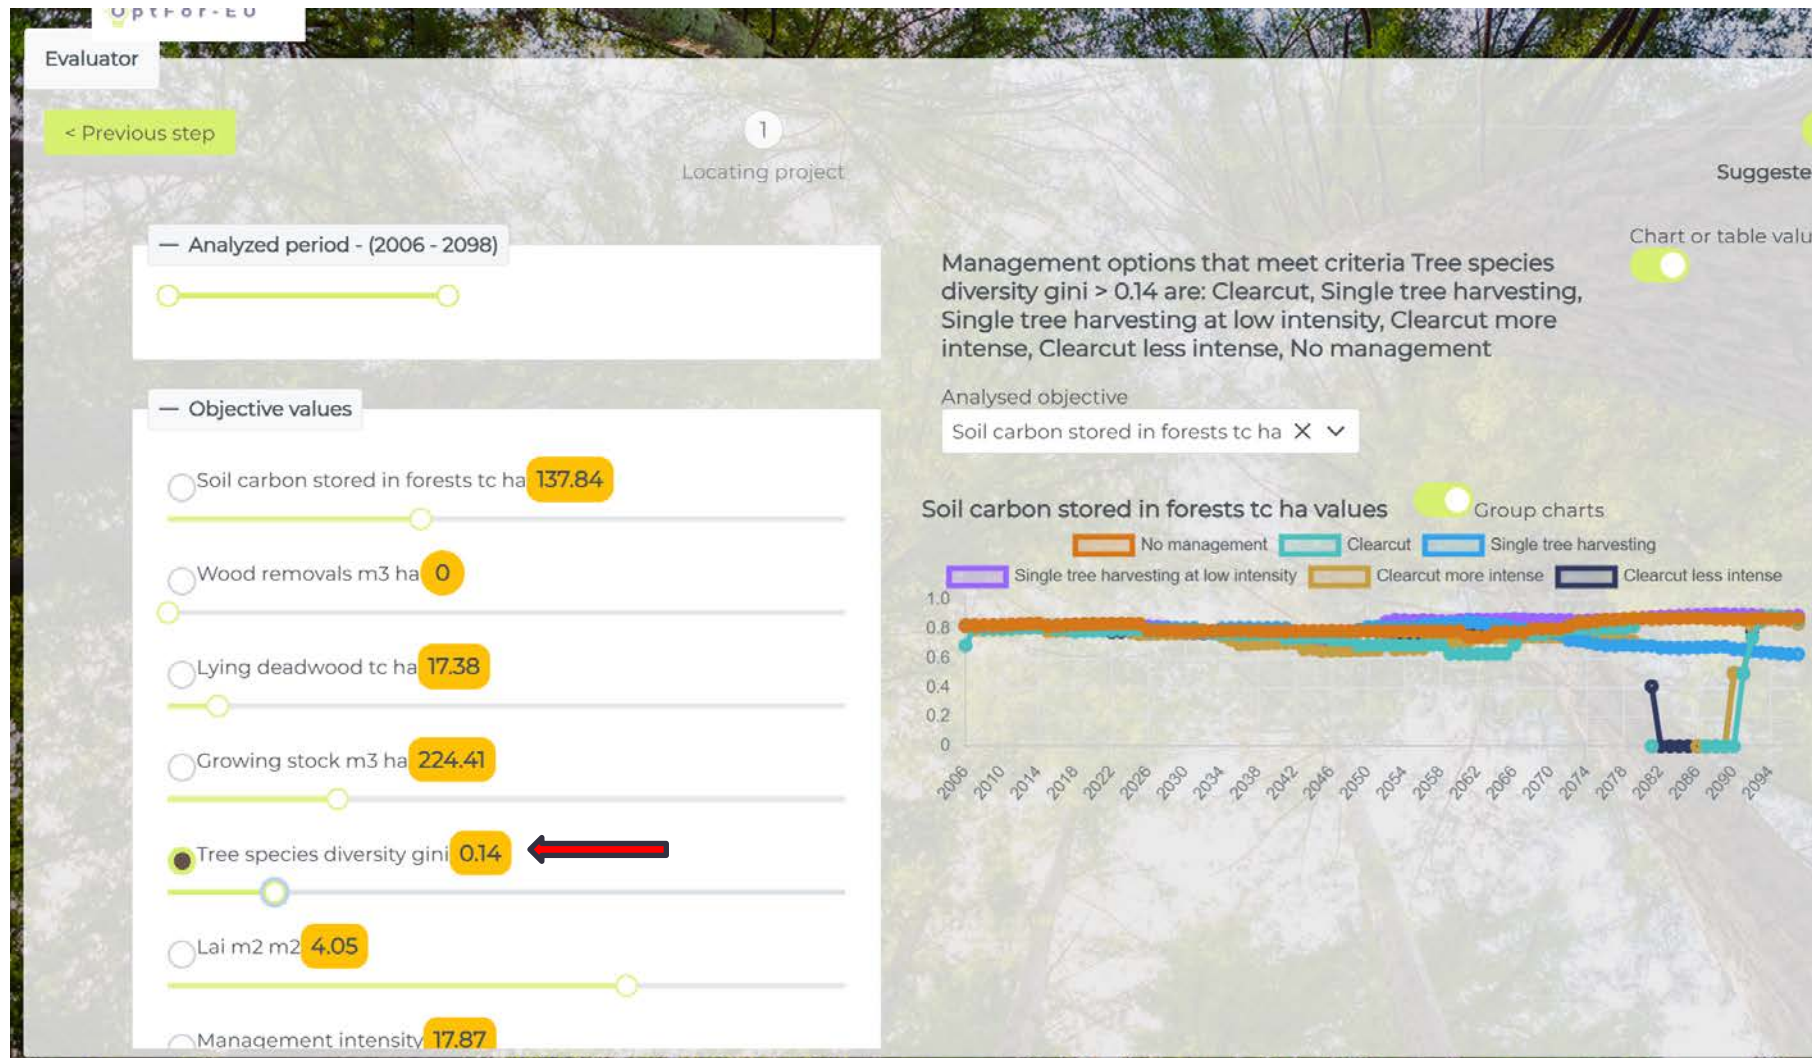 OptFor-EU
Evaluator
< Previous step
1
Locating project
Suggeste
— Analyzed period - (2006 - 2098)
— Objective values
Soil carbon stored in forests tc ha 137.84
Wood removals m3 ha 0
Lying deadwood tc ha 17.38
Growing stock m3 ha 224.41
Tree species diversity gini 0.14
Lai m2 m2 4.05
Management intensity 17.87
Chart or table valu
Management options that meet criteria Tree species
diversity gini > 0.14 are: Clearcut, Single tree harvesting,
Single tree harvesting at low intensity, Clearcut more
intense, Clearcut less intense, No management
Analysed objective
Soil carbon stored in forests tc ha
Soil carbon stored in forests tc ha values
Group charts
No management Clearcut Single tree harvesting
Single tree harvesting at low intensity Clearcut more intense Clearcut less intense
1.0
0.8
0.6
0.4
0.2
0
2006 2010 2014 2018 2022 2026 2030 2034 2038 2042 2046 2050 2054 2058 2062 2066 2070 2074 2078 2082 2086 2090 2094